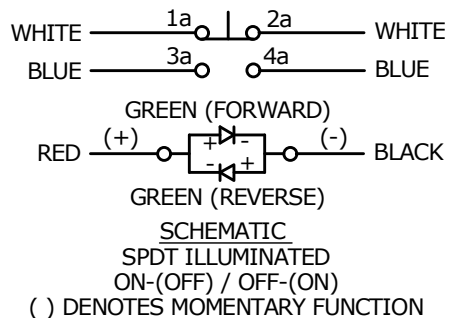 WHITE 1a 2a WHITE
BLUE 3a 4a BLUE
GREEN (FORWARD)
RED (+) + - (-) BLACK
- +
GREEN (REVERSE)
SCHEMATIC
SPDT ILLUMINATED
ON-(OFF) / OFF-(ON)
( ) DENOTES MOMENTARY FUNCTION